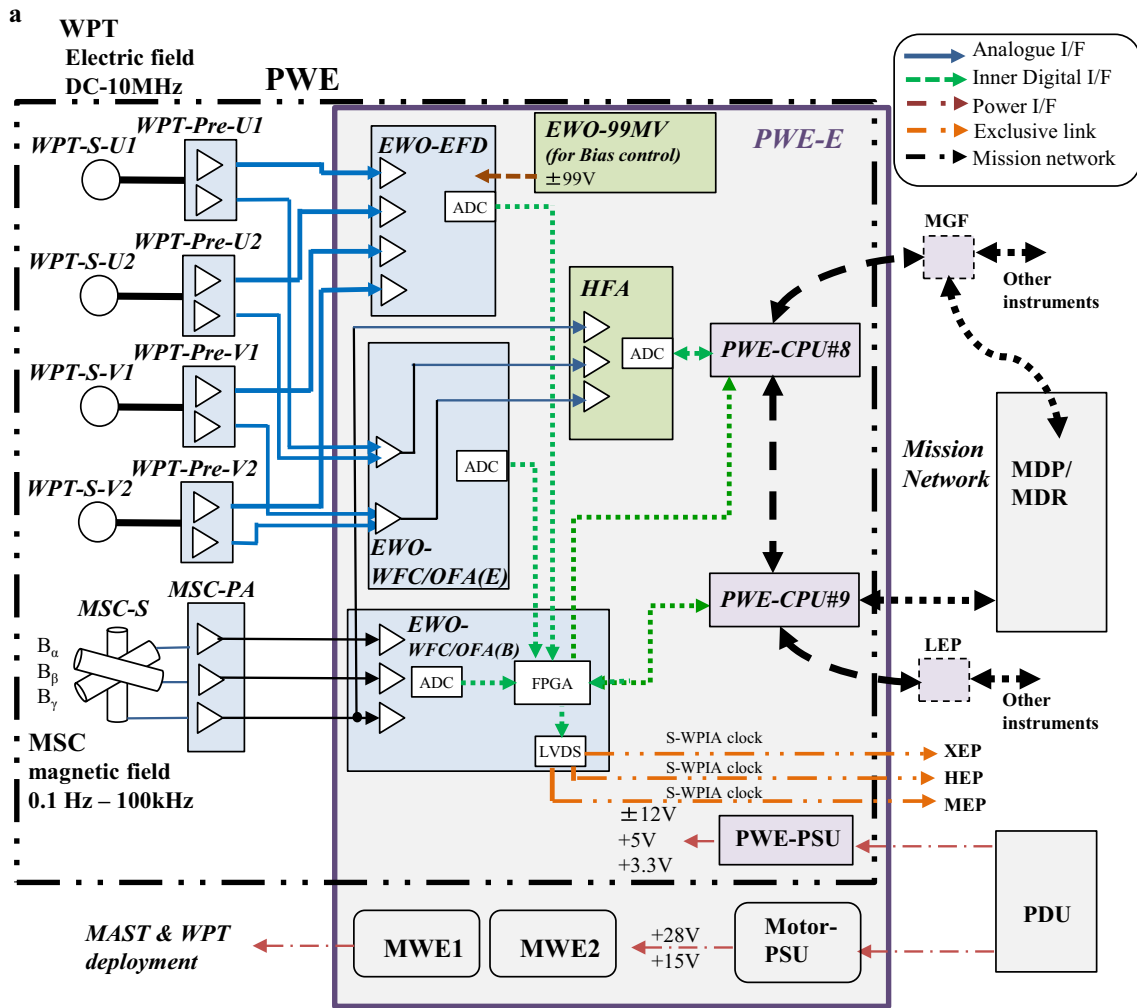 a
WPT
Electric field
DC-10MHz
PWE
Analogue I/F
Inner Digital I/F
Power I/F
Exclusive link
Mission network
WPT-Pre-U1
WPT-S-U1
WPT-Pre-U2
WPT-S-U2
WPT-Pre-V1
WPT-S-V1
WPT-Pre-V2
WPT-S-V2
EWO-EFD
ADC
EWO-99MV
(for Bias control)
±99V
PWE-E
HFA
ADC
PWE-CPU#8
MGF
Other
instruments
ADC
EWO-
WFC/OFA(E)
Mission
Network
MDP/
MDR
PWE-CPU#9
MSC-PA
MSC-S
Bα
Bβ
Bγ
MSC
magnetic field
0.1 Hz – 100kHz
EWO-
WFC/OFA(B)
ADC
FPGA
LVDS
LEP
Other
instruments
S-WPIA clock
XEP
S-WPIA clock
HEP
S-WPIA clock
MEP
±12V
+5V
+3.3V
PWE-PSU
PDU
MAST & WPT
deployment
MWE1
MWE2
+28V
+15V
Motor-
PSU